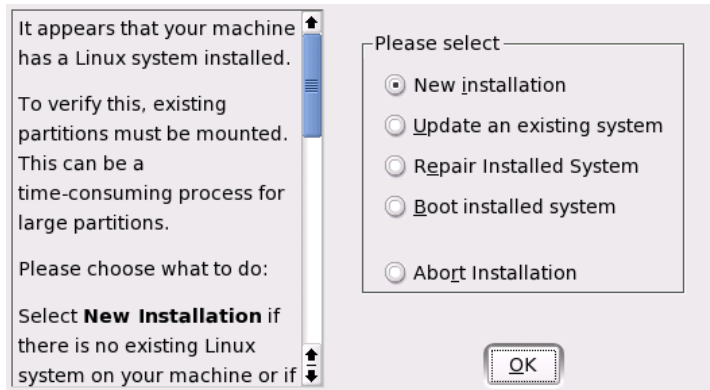 It appears that your machine
has a Linux system installed.
To verify this, existing
partitions must be mounted.
This can be a
time-consuming process for
large partitions.
Please choose what to do:
Select New Installation if
there is no existing Linux
system on your machine or if
Please select
New installation
Update an existing system
Repair Installed System
Boot installed system
Abort Installation
OK